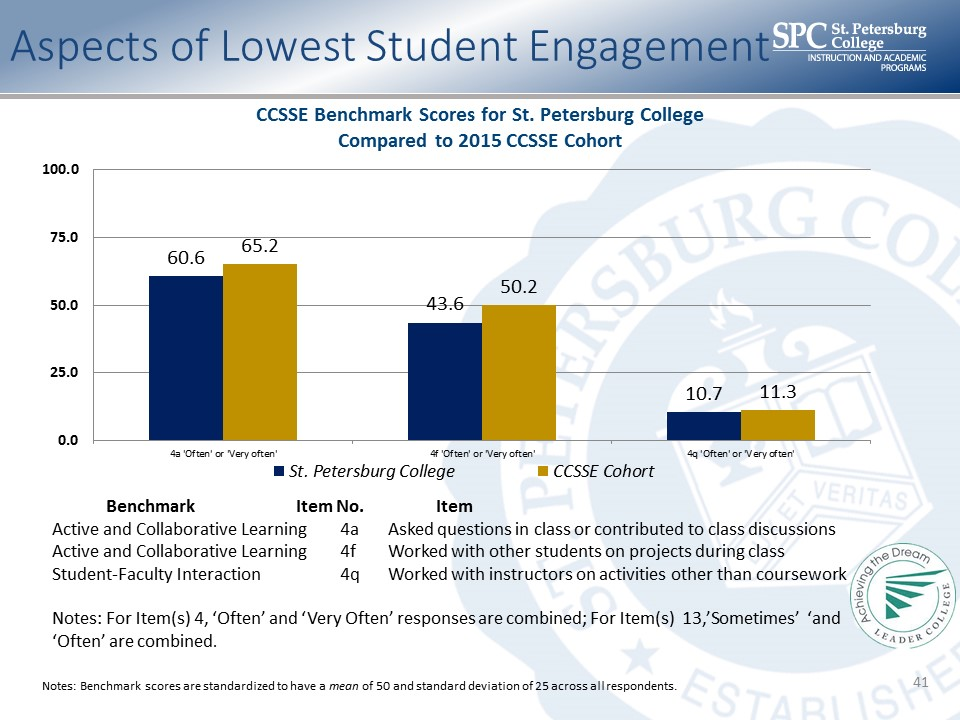 Aspects of Lowest Student Engagement
SPC St. Petersburg College
INSTRUCTION AND ACADEMIC
PROGRAMS
CCSSE Benchmark Scores for St. Petersburg College
Compared to 2015 CCSSE Cohort
100.0
75.0
50.0
25.0
0.0
60.6
65.2
43.6
50.2
10.7
11.3
4a 'Often' or 'Very often'
4f 'Often' or 'Very often'
4q 'Often' or 'Very often'
St. Petersburg College
CCSSE Cohort
Benchmark Item No. Item
Active and Collaborative Learning 4a Asked questions in class or contributed to class discussions
Active and Collaborative Learning 4f Worked with other students on projects during class
Student-Faculty Interaction 4q Worked with instructors on activities other than coursework
Notes: For Item(s) 4, ‘Often’ and ‘Very Often’ responses are combined; For Item(s) 13,’Sometimes’ ‘and
‘Often’ are combined.
Achieving the Dream
LEADER COLLEGE
Notes: Benchmark scores are standardized to have a mean of 50 and standard deviation of 25 across all respondents.
41
ST. PETERSBURG COLLE
VERITAS
ET
ESTABLISHE